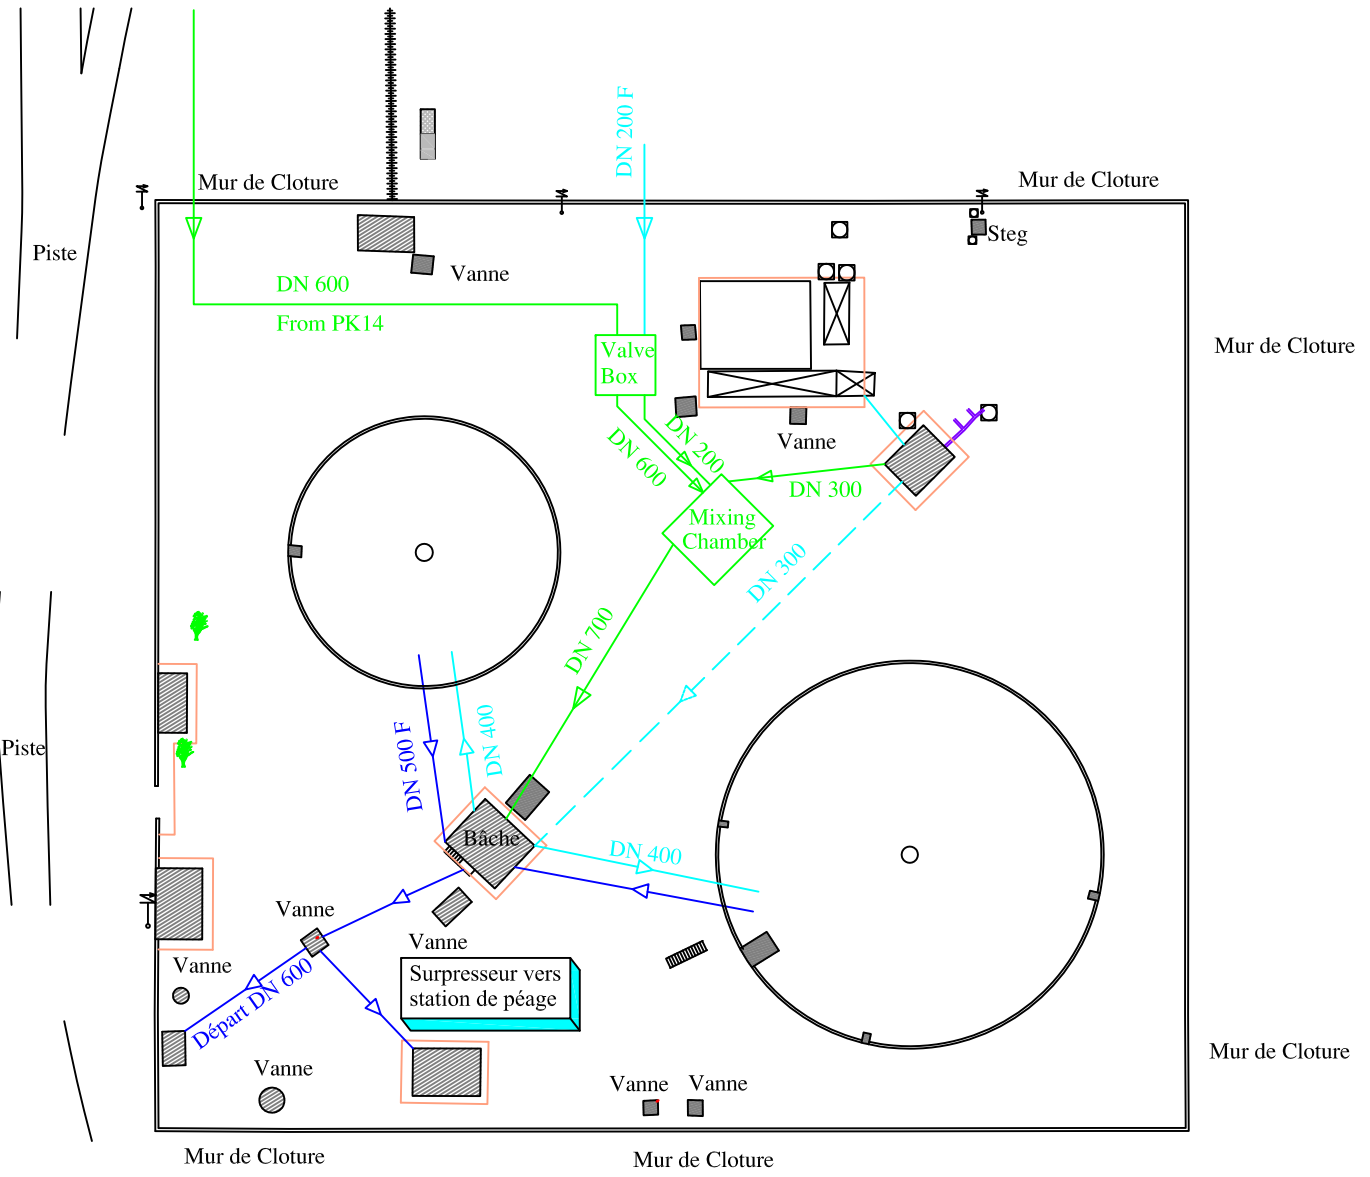 DN 200 F
Mur de Cloture
Mur de Cloture
Steg
Piste
Vanne
DN 600
From PK14
Valve
Box
Mur de Cloture
DN 200
DN 600
Vanne
DN 300
Mixing
Chamber
DN 300
DN 700
Piste
DN 500 F
DN 400
Bâche
DN 400
Vanne
Vanne
Vanne
Départ DN 600
Surpresseur vers
station de péage
Mur de Cloture
Vanne
Vanne
Vanne
Mur de Cloture
Mur de Cloture